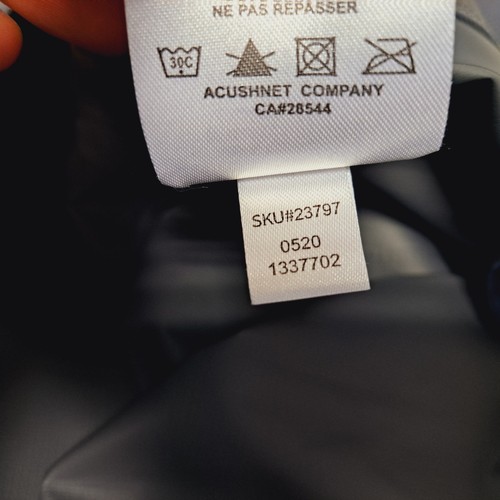 NE PAS REPASSER
30C
ACUSHNET COMPANY
CA#28544
SKU#23797
0520
1337702